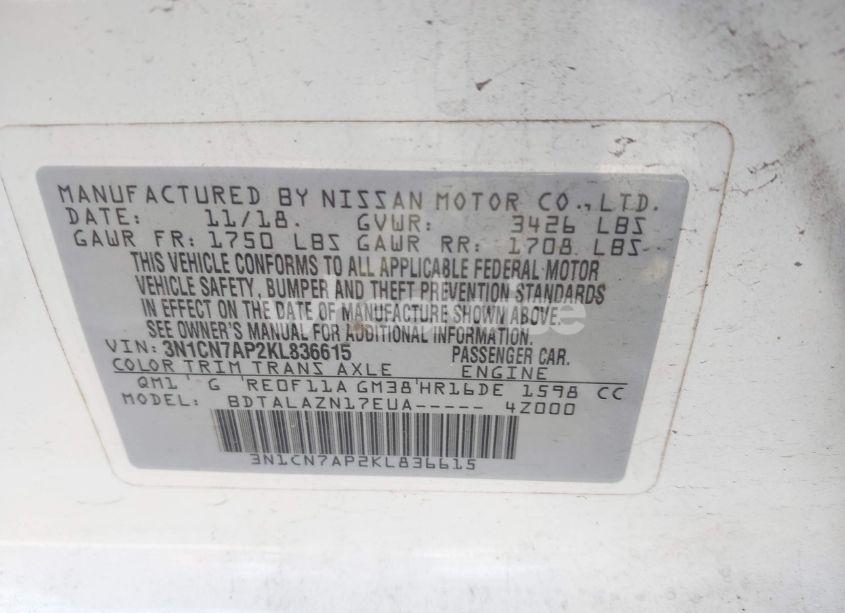 MANUFACTURED BY NISSAN MOTOR CO., LTD.
DATE: 11/18. GVWR: 3426 LBS
GAWR FR: 1750 LBS GAWR RR: 1708 LBS
THIS VEHICLE CONFORMS TO ALL APPLICABLE FEDERAL MOTOR
VEHICLE SAFETY, BUMPER AND THEFT PREVENTION STANDARDS
IN EFFECT ON THE DATE OF MANUFACTURE SHOWN ABOVE.
SEE OWNER'S MANUAL FOR ADDITIONAL INFORMATION.
VIN: 3N1CN7AP2KL836615 PASSENGER CAR.
COLOR TRIM TRANS AXLE ENGINE
QM1 G RE0F11A GM38 HR16DE 1598 CC
MODEL: BDTALAZN17EUA----- 4Z000
3N1CN7AP2KL836615